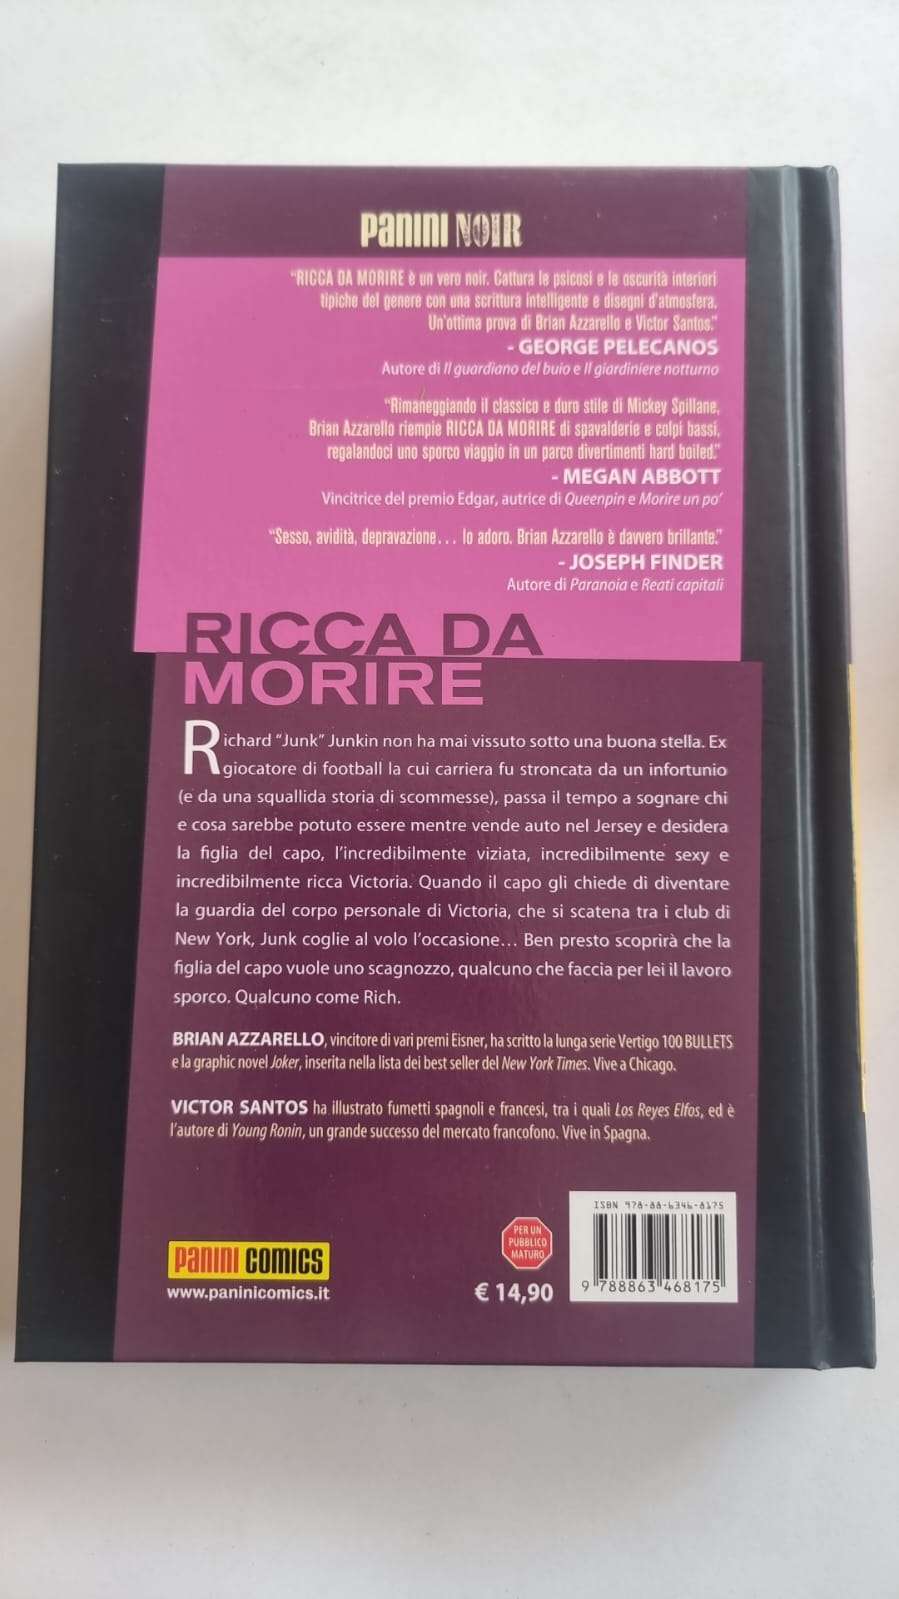 PANINI NOIR
"RICCA DA MORIRE è un vero noir. Cattura le psicosi e le oscurità interiori
tipiche del genere con una scrittura intelligente e disegni d'atmosfera.
Un'ottima prova di Brian Azzarello e Victor Santos."
- GEORGE PELECANOS
Autore di Il guardiano del buio e Il giardiniere notturno
"Rimaneggiando il classico e duro stile di Mickey Spillane,
Brian Azzarello riempie RICCA DA MORIRE di spavalderie e colpi bassi,
regalandoci uno sporco viaggio in un parco divertimenti hard boiled."
- MEGAN ABBOTT
Vincitrice del premio Edgar, autrice di Queenpin e Morire un po'
"Sesso, avidità, depravazione... lo adoro. Brian Azzarello è davvero brillante."
- JOSEPH FINDER
Autore di Paranoia e Reati capitali
RICCA DA
MORIRE
Richard "Junk" Junkin non ha mai vissuto sotto una buona stella. Ex
giocatore di football la cui carriera fu stroncata da un infortunio
(e da una squallida storia di scommesse), passa il tempo a sognare chi
e cosa sarebbe potuto essere mentre vende auto nel Jersey e desidera
la figlia del capo, l'incredibilmente viziata, incredibilmente sexy e
incredibilmente ricca Victoria. Quando il capo gli chiede di diventare
la guardia del corpo personale di Victoria, che si scatena tra i club di
New York, Junk coglie al volo l'occasione... Ben presto scoprirà che la
figlia del capo vuole uno scagnozzo, qualcuno che faccia per lei il lavoro
sporco. Qualcuno come Rich.
BRIAN AZZARELLO, vincitore di vari premi Eisner, ha scritto la lunga serie Vertigo 100 BULLETS
e la graphic novel Joker, inserita nella lista dei best seller del New York Times. Vive a Chicago.
VICTOR SANTOS ha illustrato fumetti spagnoli e francesi, tra i quali Los Reyes Elfos, ed è
l'autore di Young Ronin, un grande successo del mercato francofono. Vive in Spagna.
ISBN 978-88-6346-8175
PER UN
PUBBLICO
MATURO
PANINI COMICS
www.paninicomics.it
€ 14,90
9 788863 468175